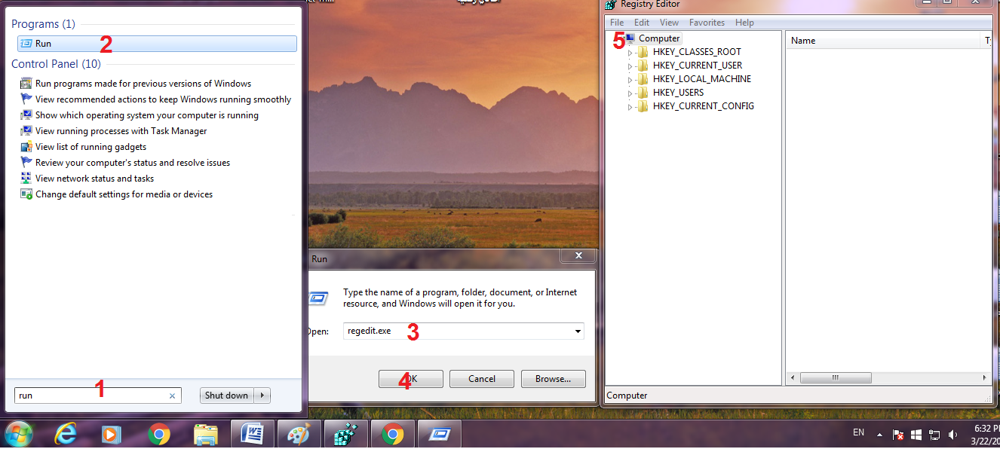 Programs (1)
Run
2
Control Panel (10)
Run programs made for previous versions of Windows
View recommended actions to keep Windows running smoothly
Show which operating system your computer is running
View running processes with Task Manager
View list of running gadgets
Review your computer's status and resolve issues
View network status and tasks
Change default settings for media or devices
1
run
Shut down
Run
Type the name of a program, folder, document, or Internet
resource, and Windows will open it for you.
Open:
regedit.exe
3
4
OK
Cancel
Browse...
Registry Editor
File Edit View Favorites Help
5
Computer
HKEY_CLASSES_ROOT
HKEY_CURRENT_USER
HKEY_LOCAL_MACHINE
HKEY_USERS
HKEY_CURRENT_CONFIG
Name
Computer
EN
6:32
3/22/20